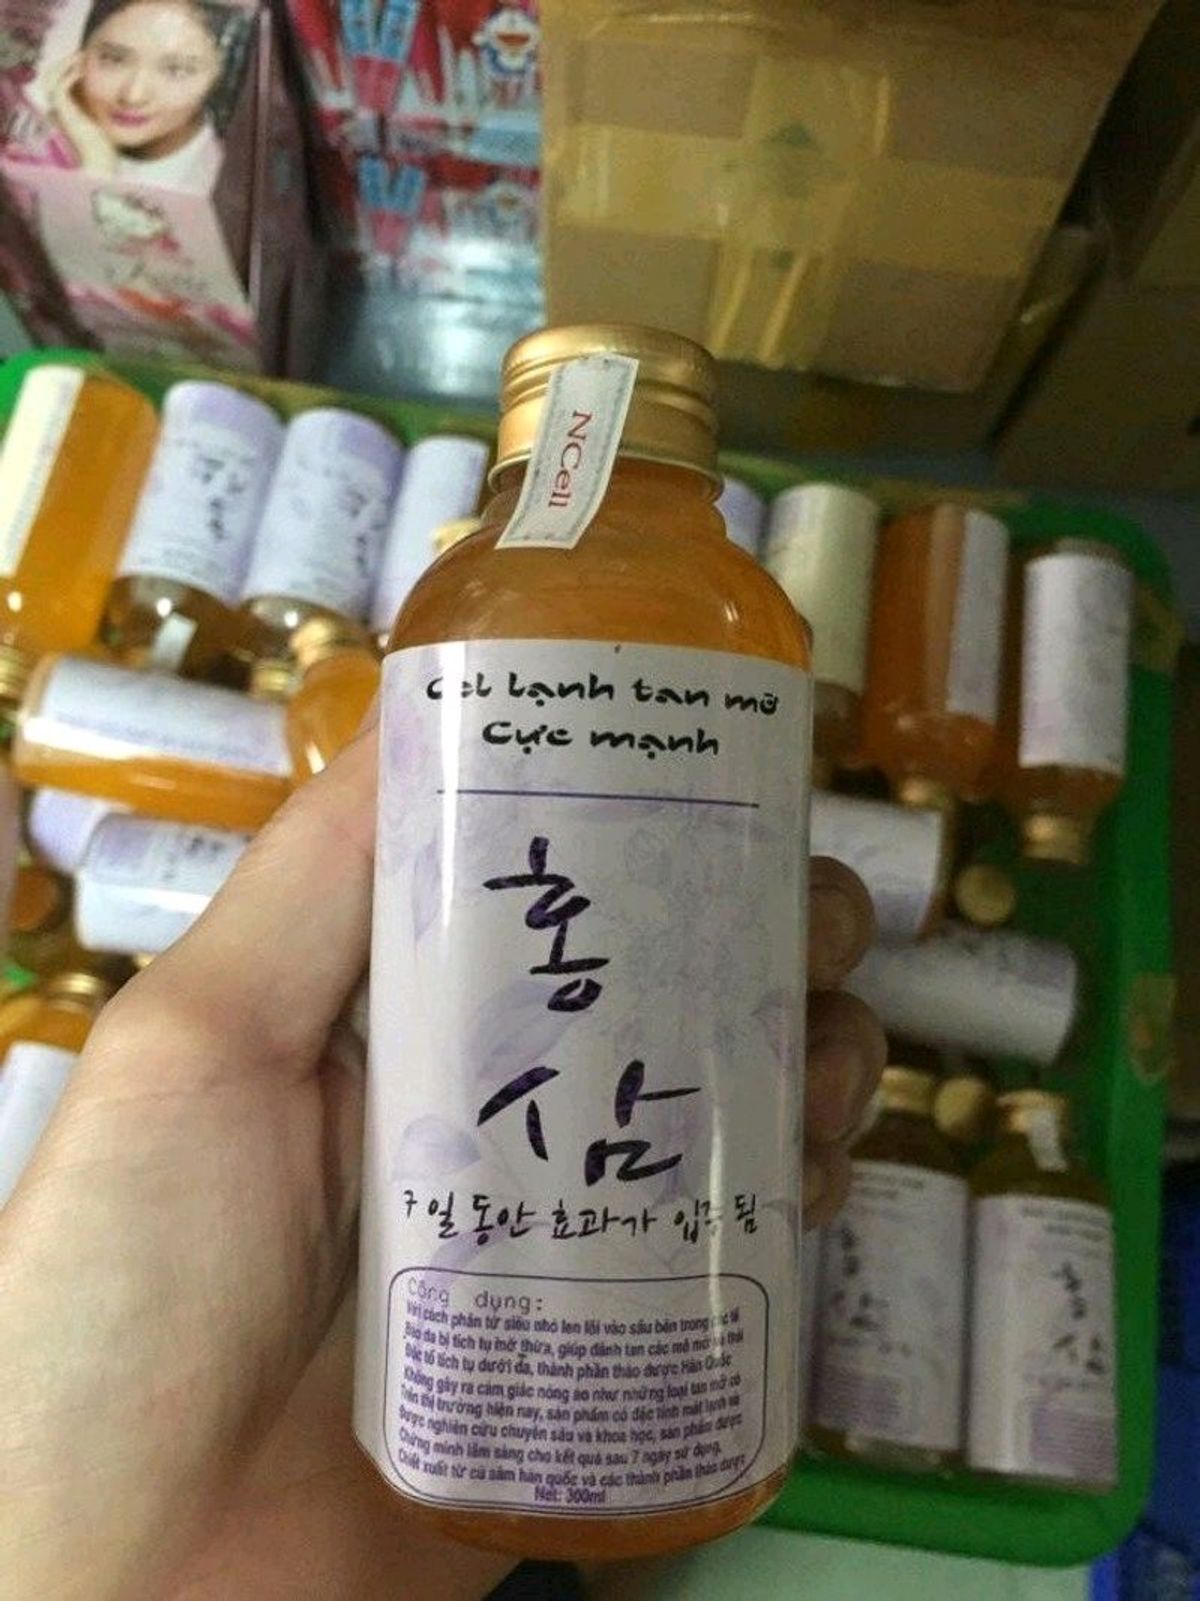 NCell
Gel lạnh tan mỡ
cực mạnh
홍
삼
7일 동안 효과가 입증 됨
Công dụng:
Với cách phân tử siêu nhỏ len lỏi vào sâu bên trong các tế
Bào da bị tích tụ mỡ thừa, giúp đánh tan các mô mỡ và thải
Độc tố tích tụ dưới da, thành phần thảo dược Hàn Quốc
Không gây ra cảm giác nóng áo như những loại tan mỡ có
Trên thị trường hiện nay, sản phẩm có đặc tính mát lạnh và
Được nghiên cứu chuyên sâu và khoa học, sản phẩm được
Chứng minh lâm sàng cho kết quả sau 7 ngày sử dụng.
Chiết xuất từ củ sâm hàn quốc và các thành phần thảo dược
Net: 300ml